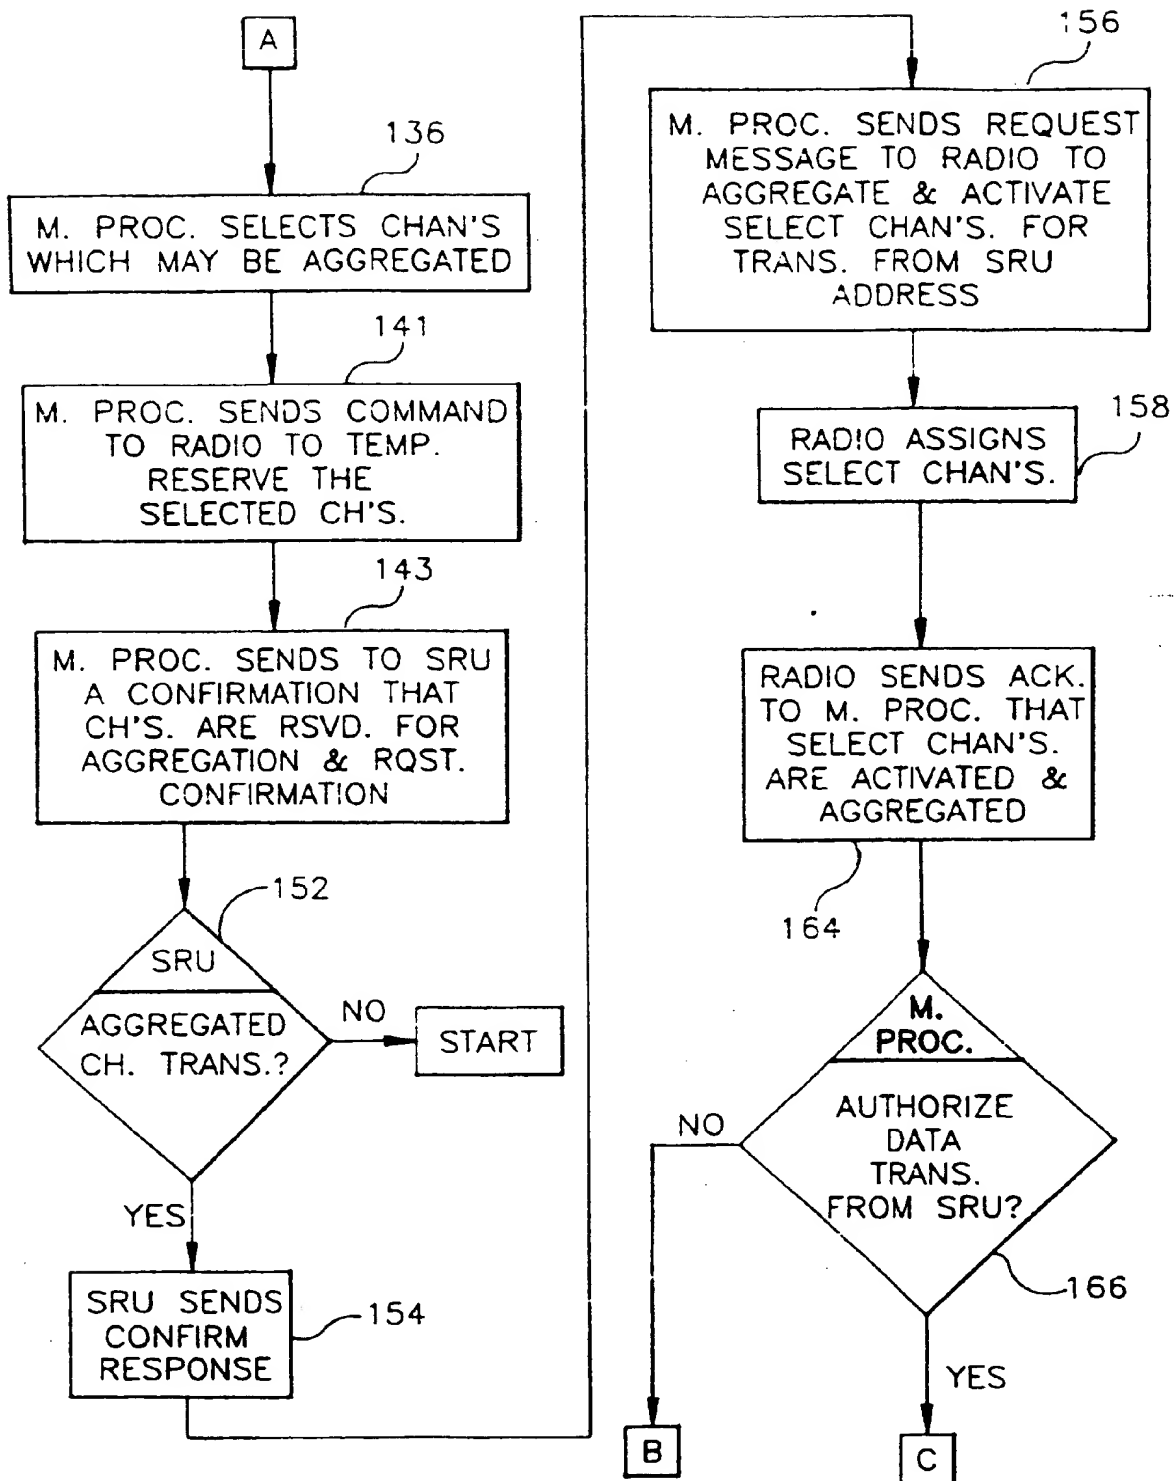 A
136
M. PROC. SELECTS CHAN'S
WHICH MAY BE AGGREGATED
141
M. PROC. SENDS COMMAND
TO RADIO TO TEMP.
RESERVE THE
SELECTED CH'S.
143
M. PROC. SENDS TO SRU
A CONFIRMATION THAT
CH'S. ARE RSVD. FOR
AGGREGATION & RQST.
CONFIRMATION
152
SRU
AGGREGATED
CH. TRANS.?
NO
START
YES
SRU SENDS
CONFIRM
RESPONSE
154
156
M. PROC. SENDS REQUEST
MESSAGE TO RADIO TO
AGGREGATE & ACTIVATE
SELECT CHAN'S. FOR
TRANS. FROM SRU
ADDRESS
158
RADIO ASSIGNS
SELECT CHAN'S.
RADIO SENDS ACK.
TO M. PROC. THAT
SELECT CHAN'S.
ARE ACTIVATED &
AGGREGATED
164
M.
PROC.
AUTHORIZE
DATA
TRANS.
FROM SRU?
NO
166
YES
B
C